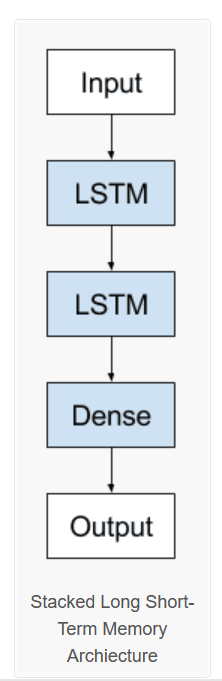 Input
LSTM
LSTM
Dense
Output
Stacked Long Short-
Term Memory
Archiecture